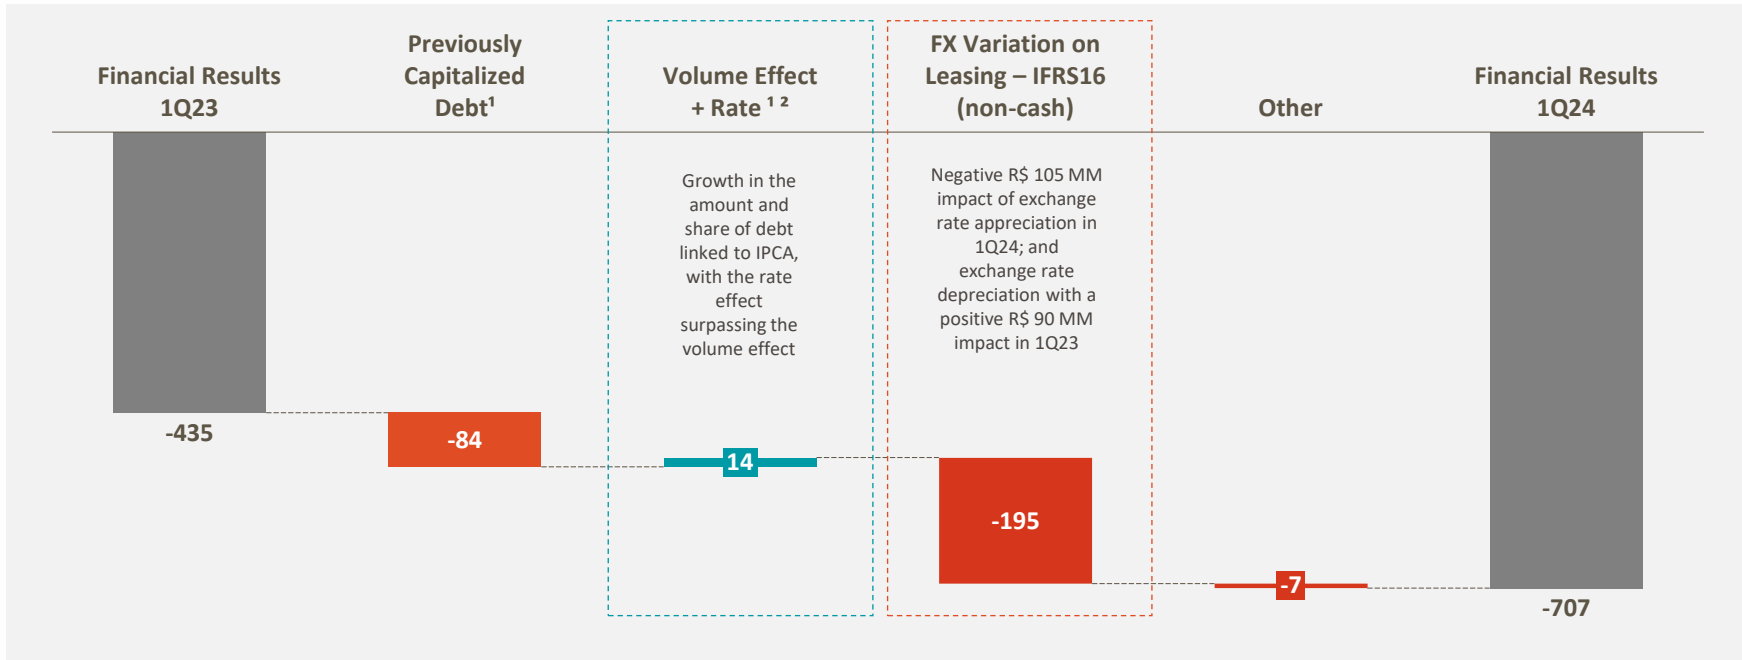 Financial Results
1Q23
Previously
Capitalized
Debt¹
Volume Effect
+ Rate ¹ ²
FX Variation on
Leasing – IFRS16
(non-cash)
Other
Financial Results
1Q24
Growth in the
amount and
share of debt
linked to IPCA,
with the rate
effect
surpassing the
volume effect
Negative R$ 105 MM
impact of exchange
rate appreciation in
1Q24; and
exchange rate
depreciation with a
positive R$ 90 MM
impact in 1Q23
-435
-84
14
-195
-7
-707